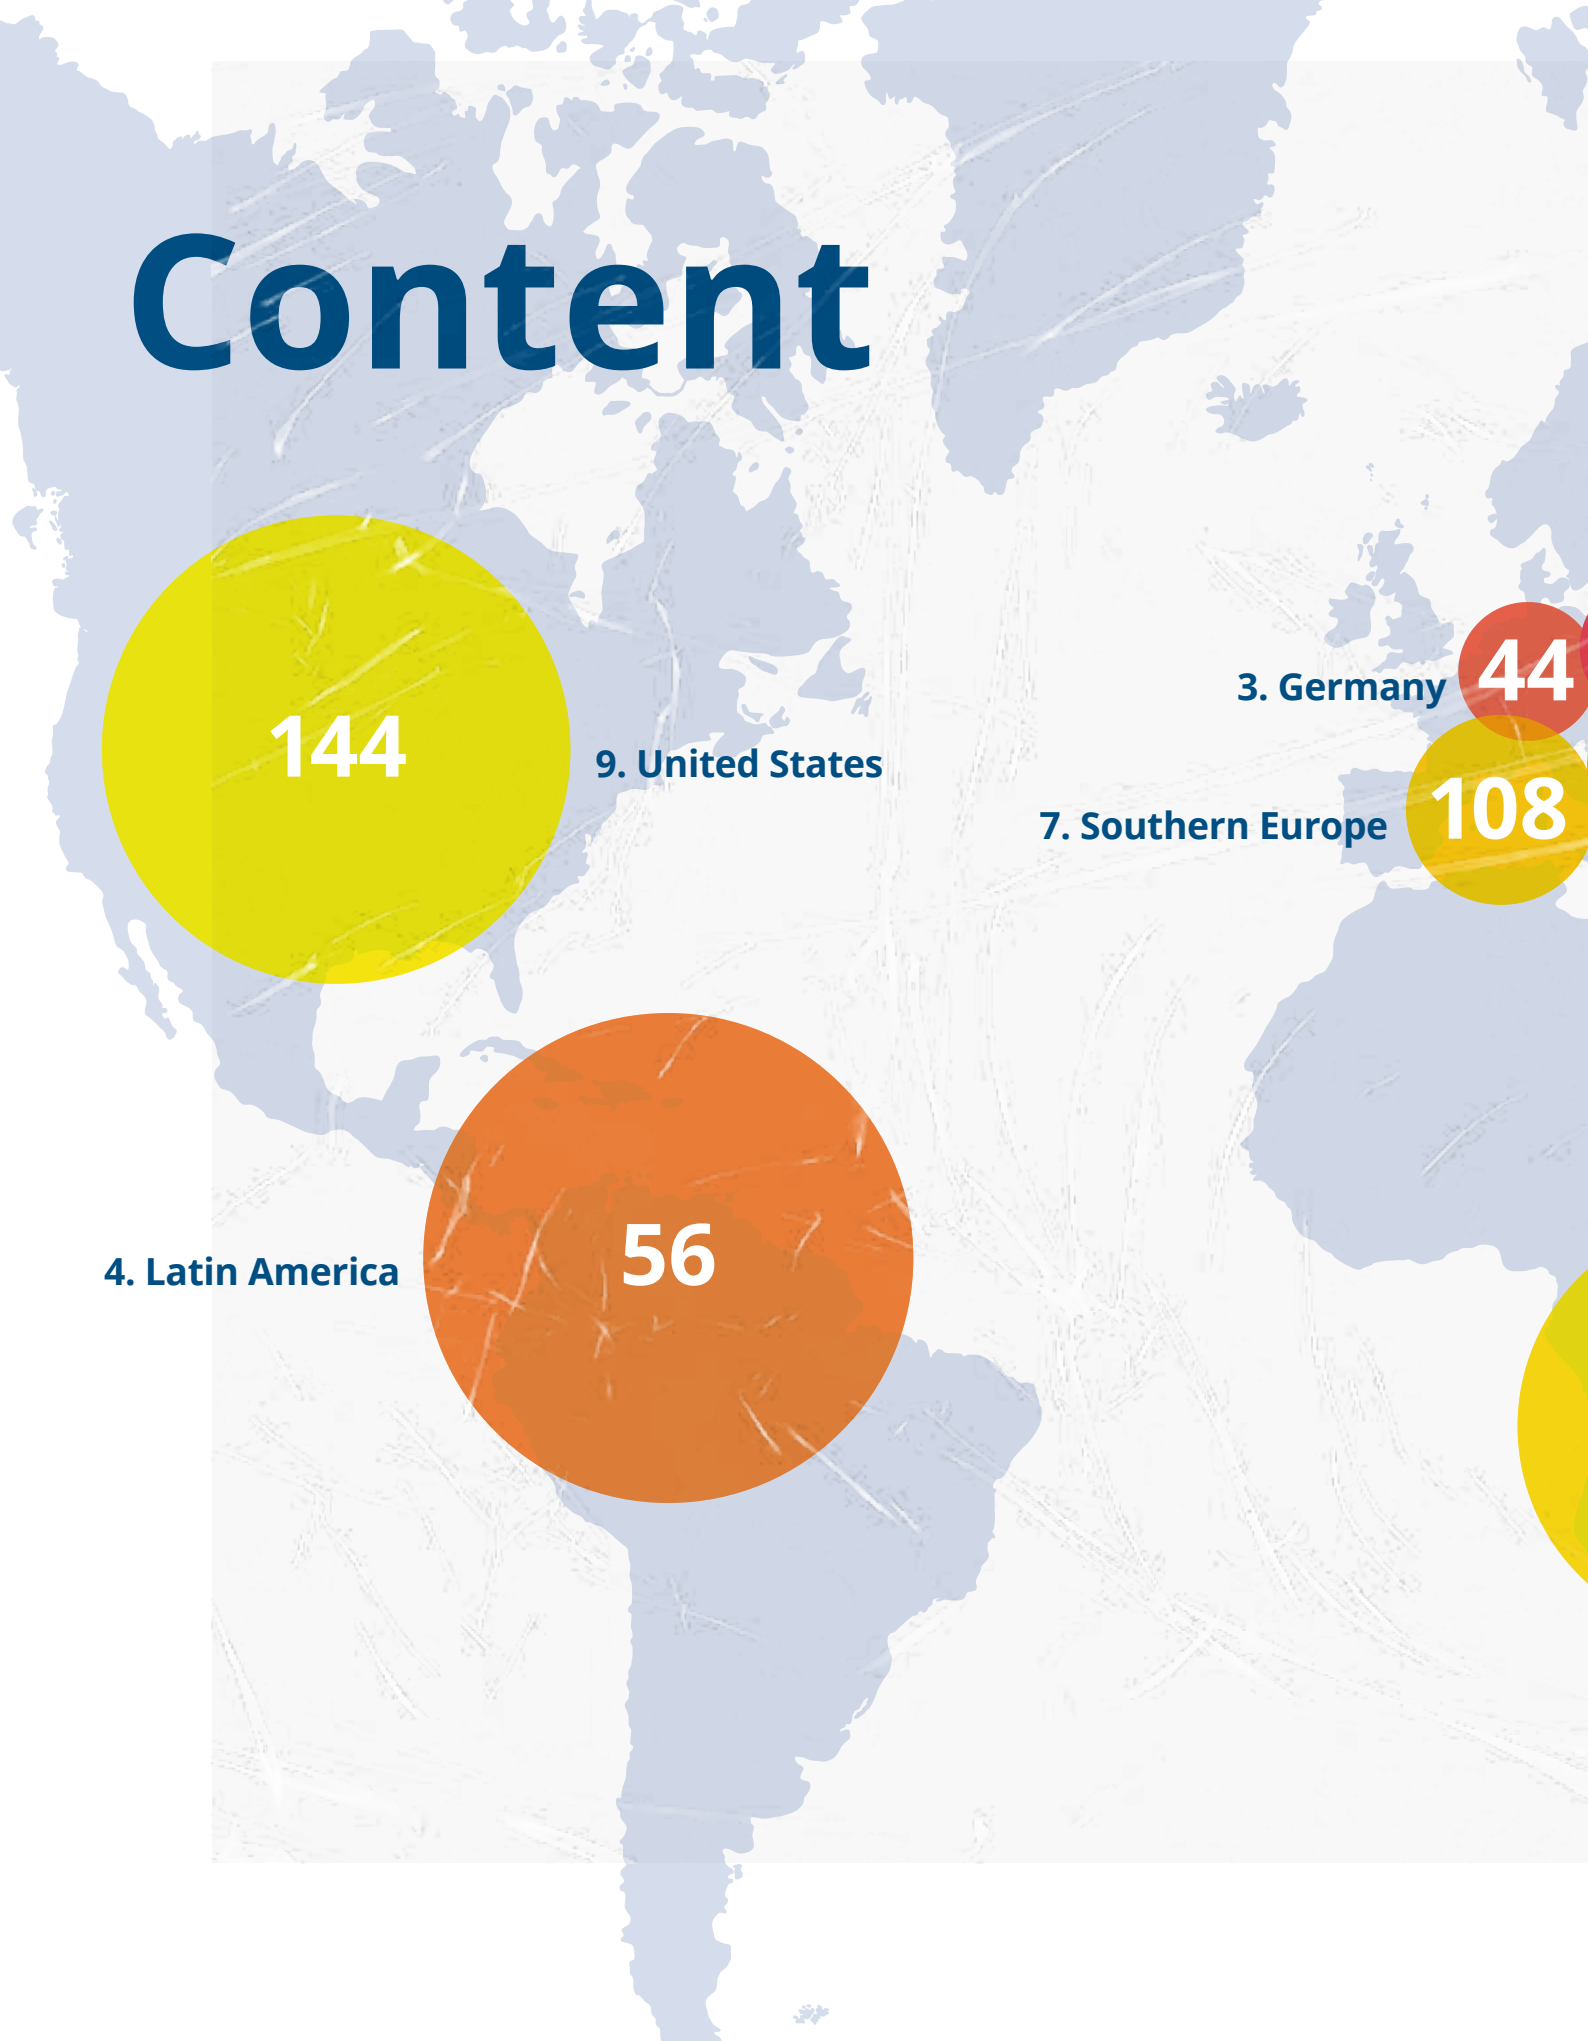 Content
3. Germany 44
144
9. United States
7. Southern Europe 108
4. Latin America 56